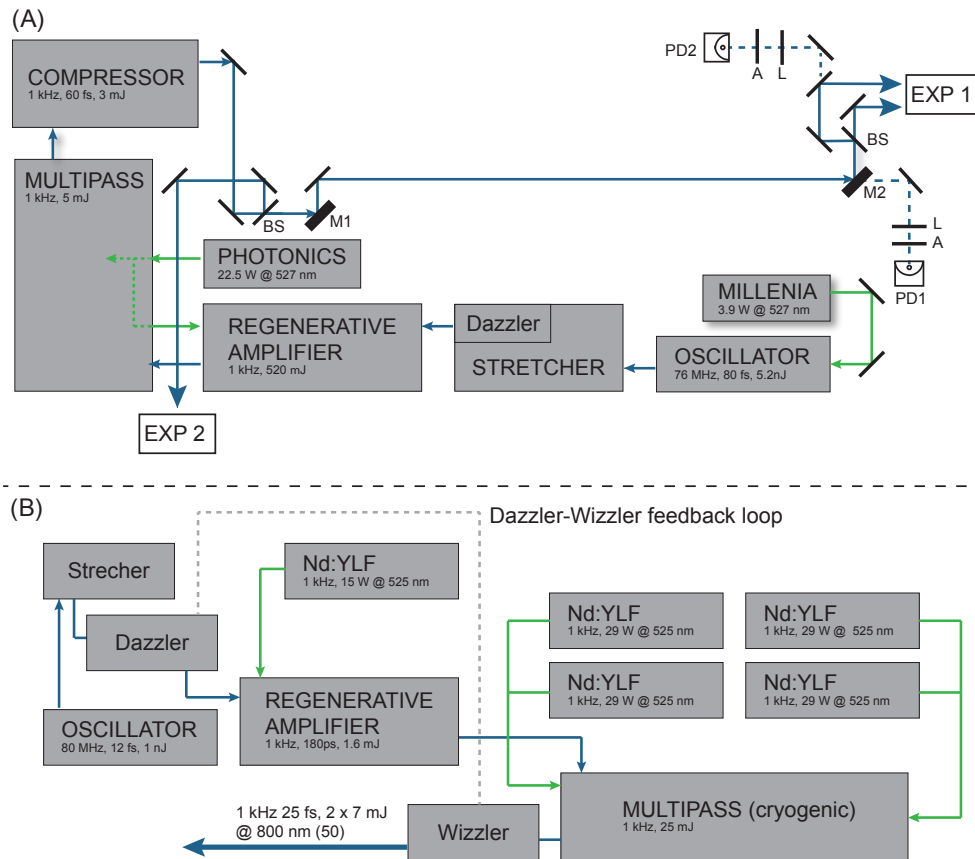 (A)
COMPRESSOR
1 kHz, 60 fs, 3 mJ
PD2
A
L
EXP 1
BS
MULTIPASS
1 kHz, 5 mJ
M2
BS
M1
L
A
PD1
PHOTONICS
22.5 W @ 527 nm
MILLENIA
3.9 W @ 527 nm
REGENERATIVE
AMPLIFIER
1 kHz, 520 mJ
Dazzler
STRETCHER
OSCILLATOR
76 MHz, 80 fs, 5.2nJ
EXP 2
(B)
Dazzler-Wizzler feedback loop
Strecher
Nd:YLF
1 kHz, 15 W @ 525 nm
Dazzler
Nd:YLF
1 kHz, 29 W @ 525 nm
Nd:YLF
1 kHz, 29 W @ 525 nm
Nd:YLF
1 kHz, 29 W @ 525 nm
Nd:YLF
1 kHz, 29 W @ 525 nm
OSCILLATOR
80 MHz, 12 fs, 1 nJ
REGENERATIVE
AMPLIFIER
1 kHz, 180ps, 1.6 mJ
1 kHz 25 fs, 2 x 7 mJ
@ 800 nm (50)
Wizzler
MULTIPASS (cryogenic)
1 kHz, 25 mJ